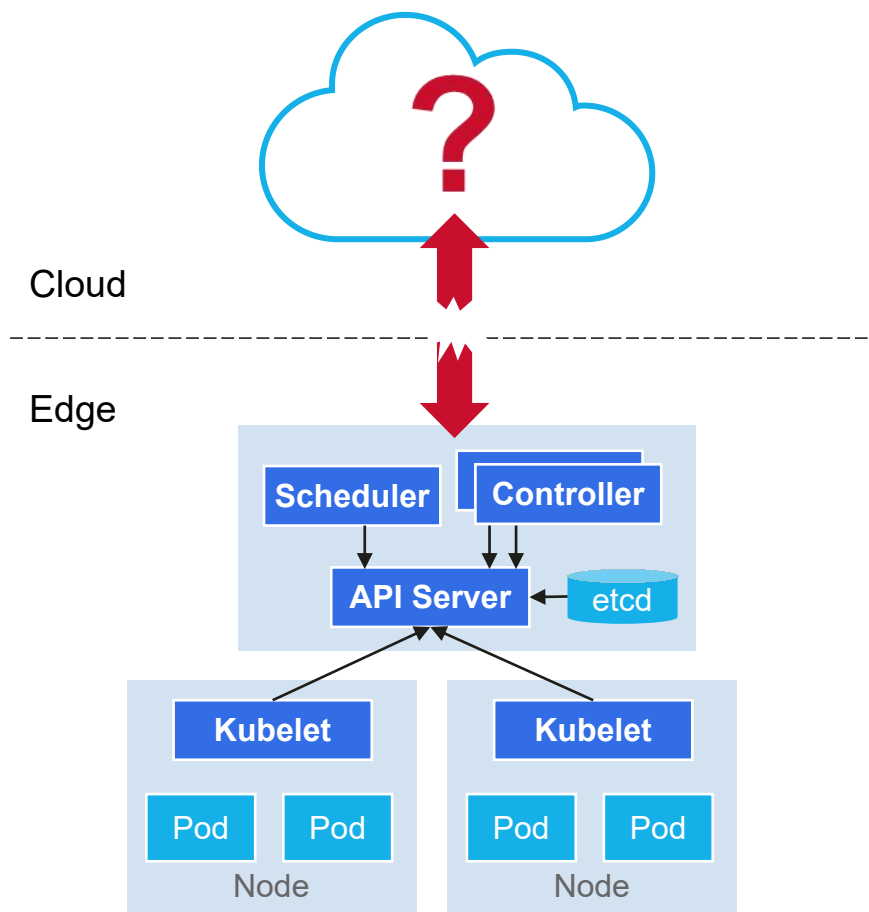 ?
Cloud
Edge
Scheduler
Controller
API Server
etcd
Kubelet
Kubelet
Pod
Pod
Pod
Pod
Node
Node